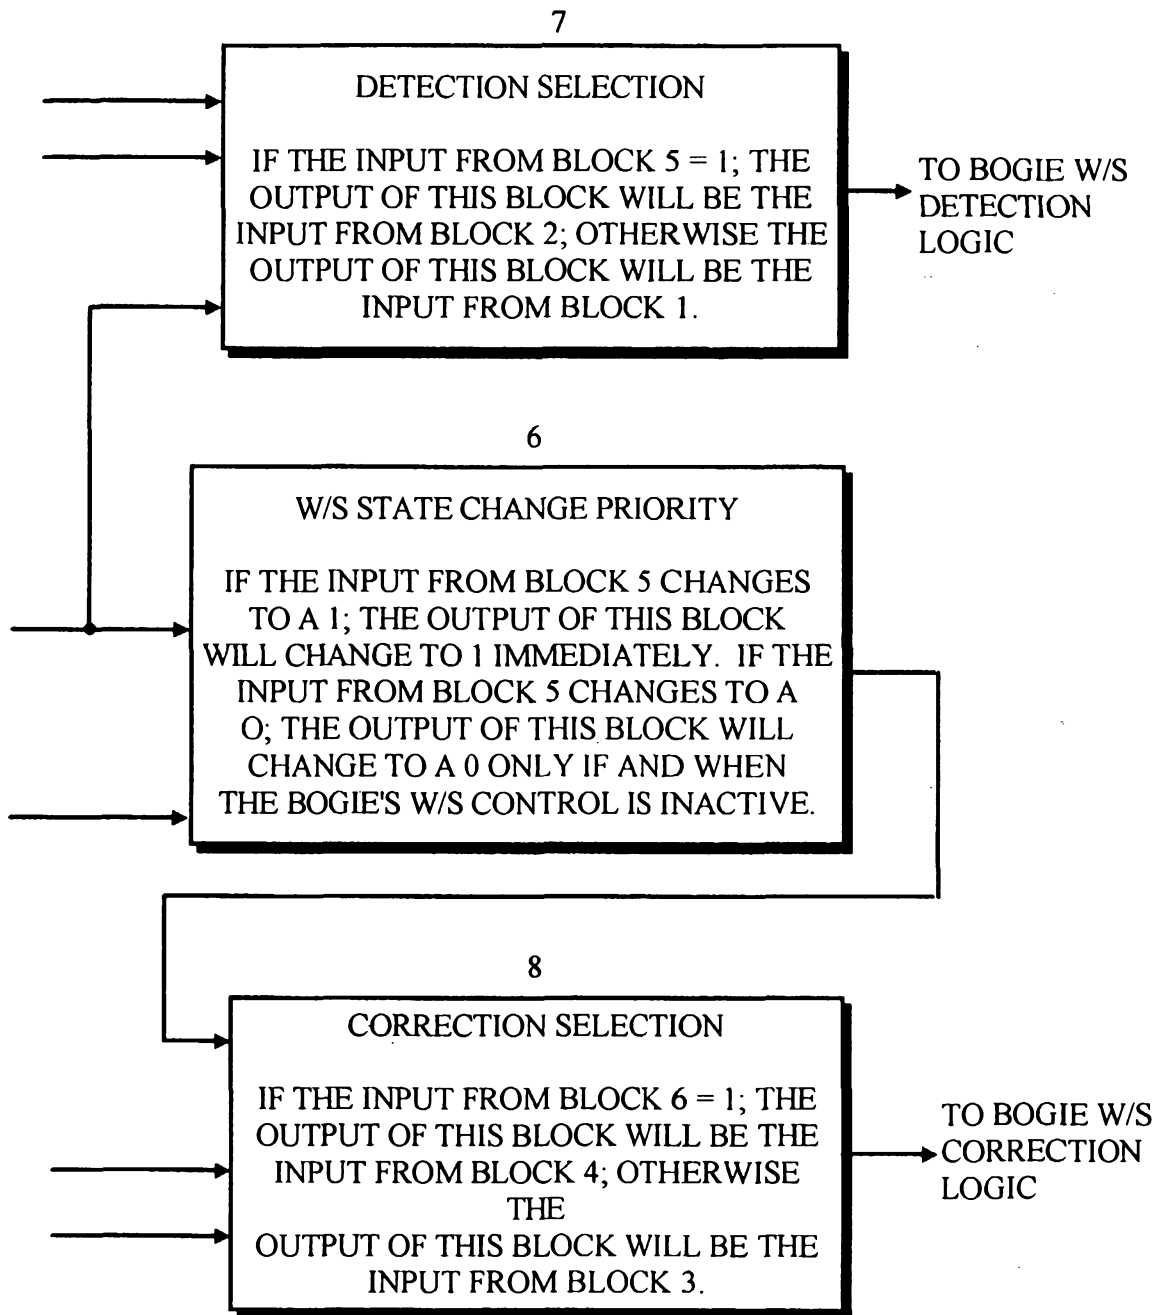 7
DETECTION SELECTION
IF THE INPUT FROM BLOCK 5 = 1; THE
OUTPUT OF THIS BLOCK WILL BE THE
INPUT FROM BLOCK 2; OTHERWISE THE
OUTPUT OF THIS BLOCK WILL BE THE
INPUT FROM BLOCK 1.
TO BOGIE W/S
DETECTION
LOGIC
6
W/S STATE CHANGE PRIORITY
IF THE INPUT FROM BLOCK 5 CHANGES
TO A 1; THE OUTPUT OF THIS BLOCK
WILL CHANGE TO 1 IMMEDIATELY. IF THE
INPUT FROM BLOCK 5 CHANGES TO A
O; THE OUTPUT OF THIS BLOCK WILL
CHANGE TO A 0 ONLY IF AND WHEN
THE BOGIE'S W/S CONTROL IS INACTIVE.
8
CORRECTION SELECTION
IF THE INPUT FROM BLOCK 6 = 1; THE
OUTPUT OF THIS BLOCK WILL BE THE
INPUT FROM BLOCK 4; OTHERWISE
THE
OUTPUT OF THIS BLOCK WILL BE THE
INPUT FROM BLOCK 3.
TO BOGIE W/S
CORRECTION
LOGIC